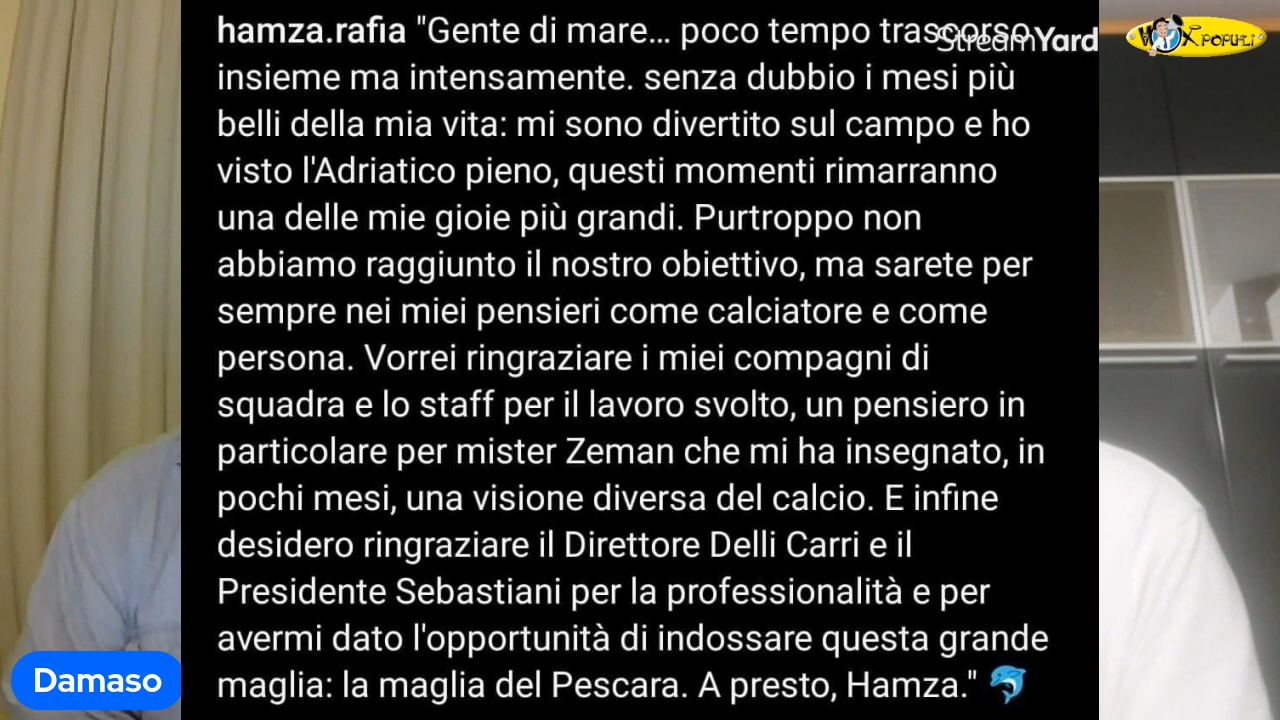 hamza.rafia "Gente di mare... poco tempo trascorso
insieme ma intensamente. senza dubbio i mesi più
belli della mia vita: mi sono divertito sul campo e ho
visto l'Adriatico pieno, questi momenti rimarranno
una delle mie gioie più grandi. Purtroppo non
abbiamo raggiunto il nostro obiettivo, ma sarete per
sempre nei miei pensieri come calciatore e come
persona. Vorrei ringraziare i miei compagni di
squadra e lo staff per il lavoro svolto, un pensiero in
particolare per mister Zeman che mi ha insegnato, in
pochi mesi, una visione diversa del calcio. E infine
desidero ringraziare il Direttore Delli Carri e il
Presidente Sebastiani per la professionalità e per
avermi dato l'opportunità di indossare questa grande
maglia: la maglia del Pescara. A presto, Hamza." 🐬
StreamYard
VOX POPULI
Damaso